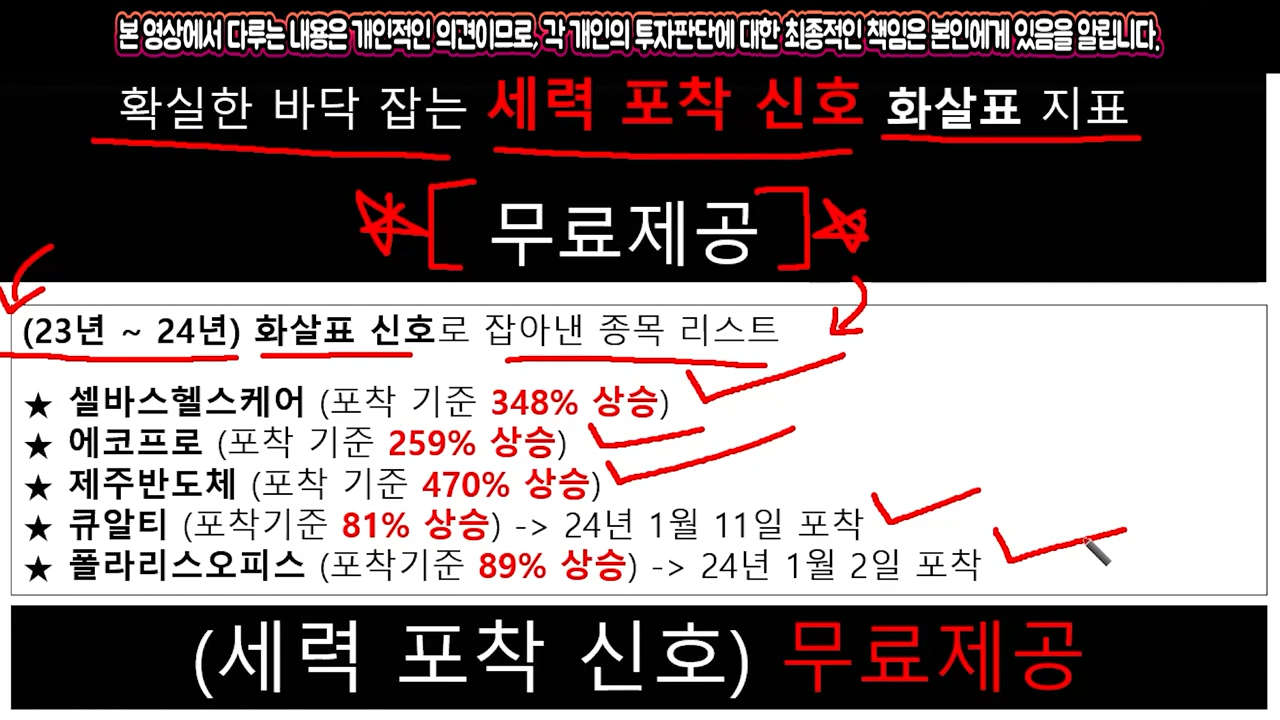 본 영상에서 다루는 내용은 개인적인 의견이므로, 각 개인의 투자판단에 대한 최종적인 책임은 본인에게 있음을 알립니다.
확실한 바닥 잡는 세력 포착 신호 화살표 지표
무료제공
(23년 ~ 24년) 화살표 신호로 잡아낸 종목 리스트
★ 셀바스헬스케어 (포착 기준 348% 상승)
★ 에코프로 (포착 기준 259% 상승)
★ 제주반도체 (포착 기준 470% 상승)
★ 큐알티 (포착기준 81% 상승) -> 24년 1월 11일 포착
★ 폴라리스오피스 (포착기준 89% 상승) -> 24년 1월 2일 포착
(세력 포착 신호) 무료제공